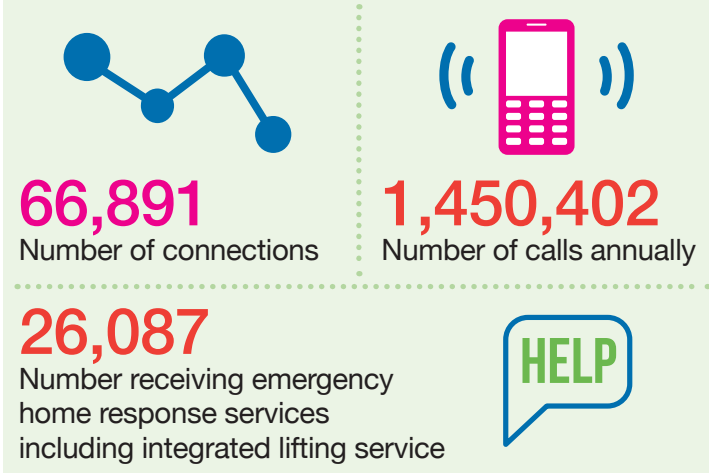 66,891
Number of connections
1,450,402
Number of calls annually
26,087
Number receiving emergency
home response services
including integrated lifting service
HELP